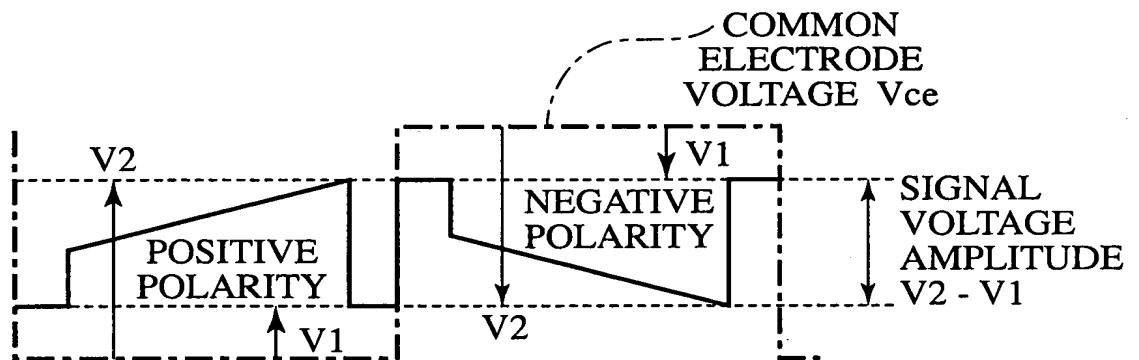 COMMON
ELECTRODE
VOLTAGE Vce
V2
V1
NEGATIVE
POLARITY
SIGNAL
VOLTAGE
AMPLITUDE
V2 - V1
POSITIVE
POLARITY
V1
V2